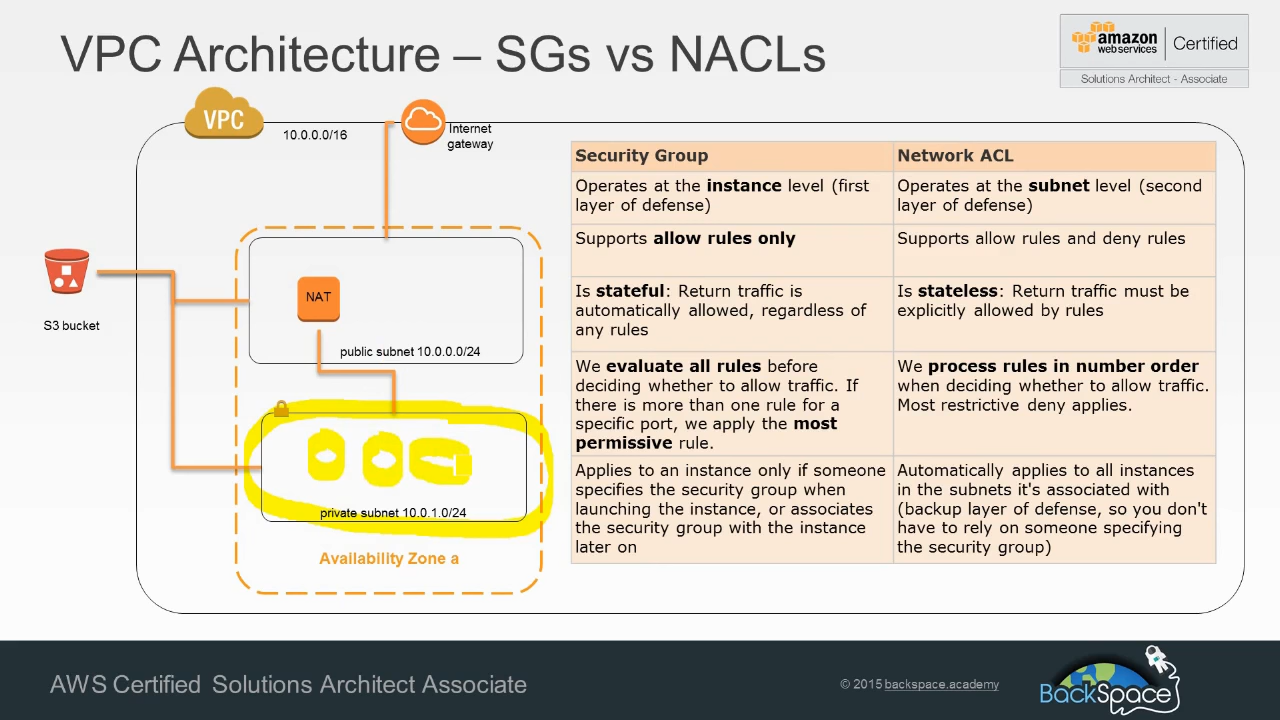 VPC Architecture – SGs vs NACLs
amazon
web services
Certified
Solutions Architect - Associate
VPC
10.0.0.0/16
Internet
gateway
S3 bucket
NAT
public subnet 10.0.0.0/24
private subnet 10.0.1.0/24
Availability Zone a
Security Group
Network ACL
Operates at the instance level (first
layer of defense)
Operates at the subnet level (second
layer of defense)
Supports allow rules only
Supports allow rules and deny rules
Is stateful: Return traffic is
automatically allowed, regardless of
any rules
Is stateless: Return traffic must be
explicitly allowed by rules
We evaluate all rules before
deciding whether to allow traffic. If
there is more than one rule for a
specific port, we apply the most
permissive rule.
We process rules in number order
when deciding whether to allow traffic.
Most restrictive deny applies.
Applies to an instance only if someone
specifies the security group when
launching the instance, or associates
the security group with the instance
later on
Automatically applies to all instances
in the subnets it's associated with
(backup layer of defense, so you don't
have to rely on someone specifying
the security group)
AWS Certified Solutions Architect Associate
© 2015 backspace.academy
BackSpace